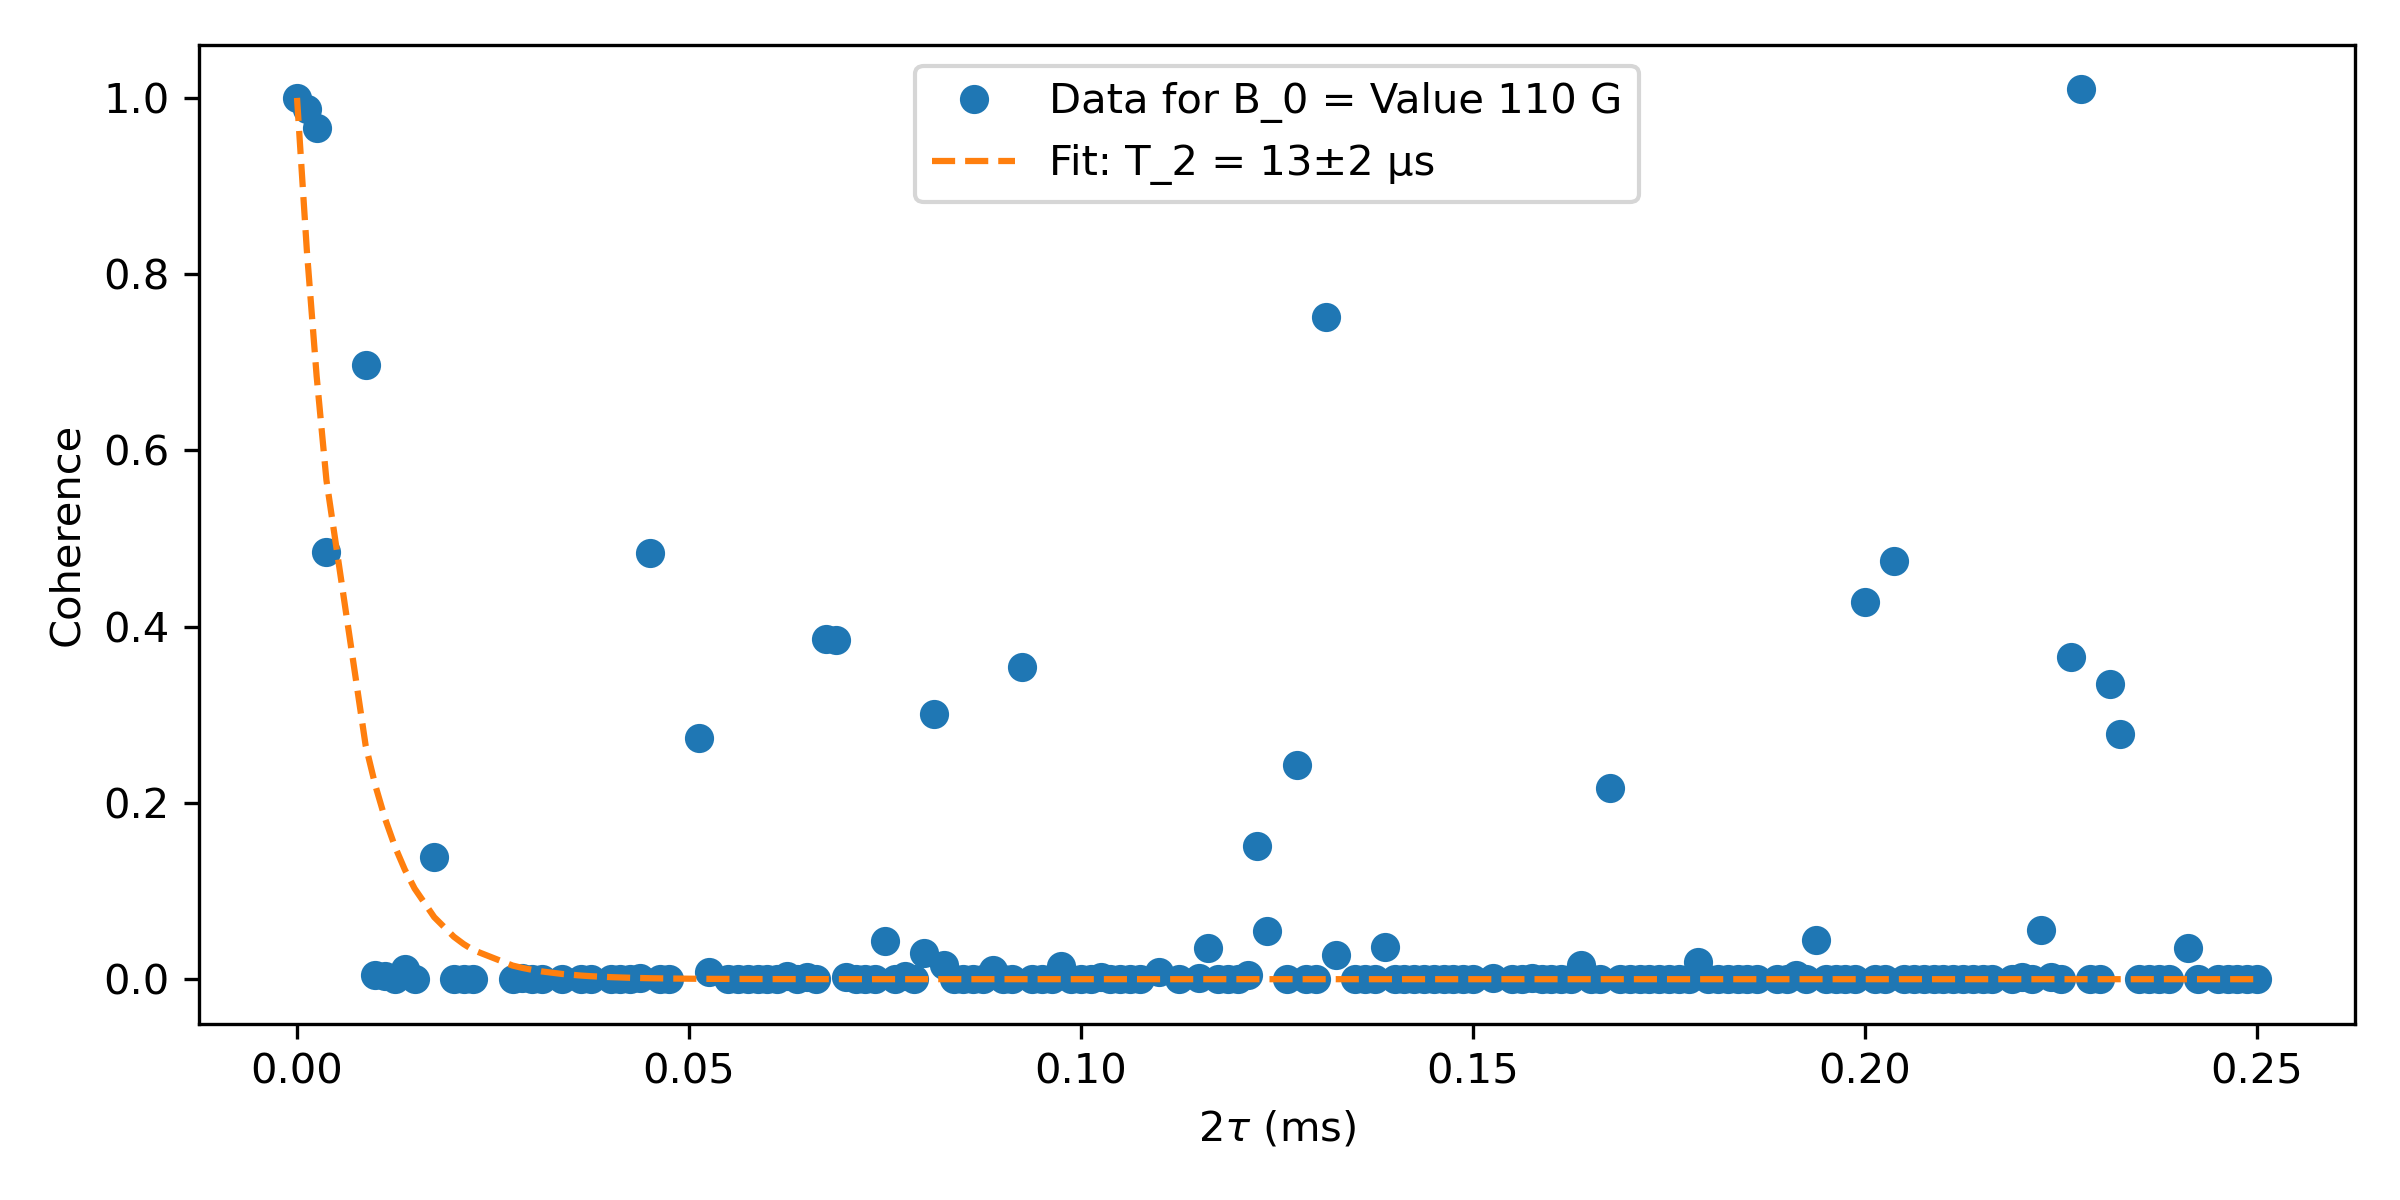 Data for B_0 = Value 110 G
Fit: T_2 = 13±2 µs
1.0
0.8
0.6
0.4
0.2
0.0
Coherence
0.00 0.05 0.10 0.15 0.20 0.25
2τ (ms)